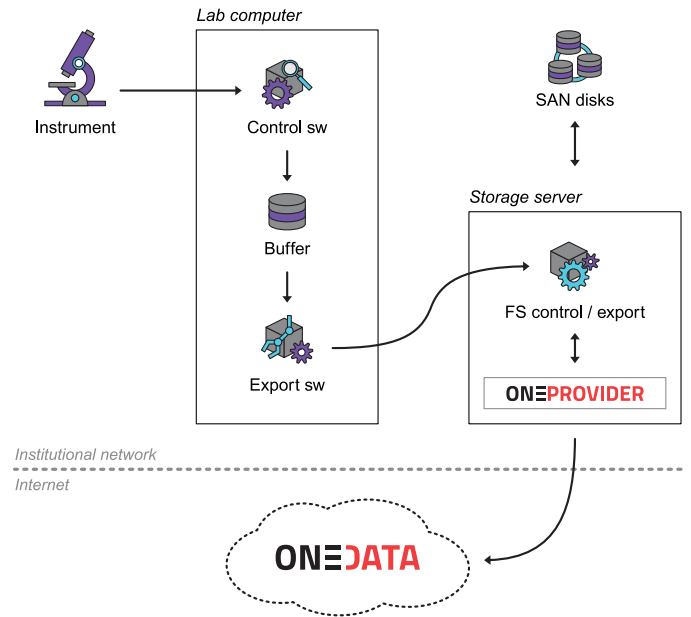 Lab computer
Instrument
Control sw
Buffer
Export sw
SAN disks
Storage server
FS control / export
ONEPROVIDER
Institutional network
Internet
ONEDATA